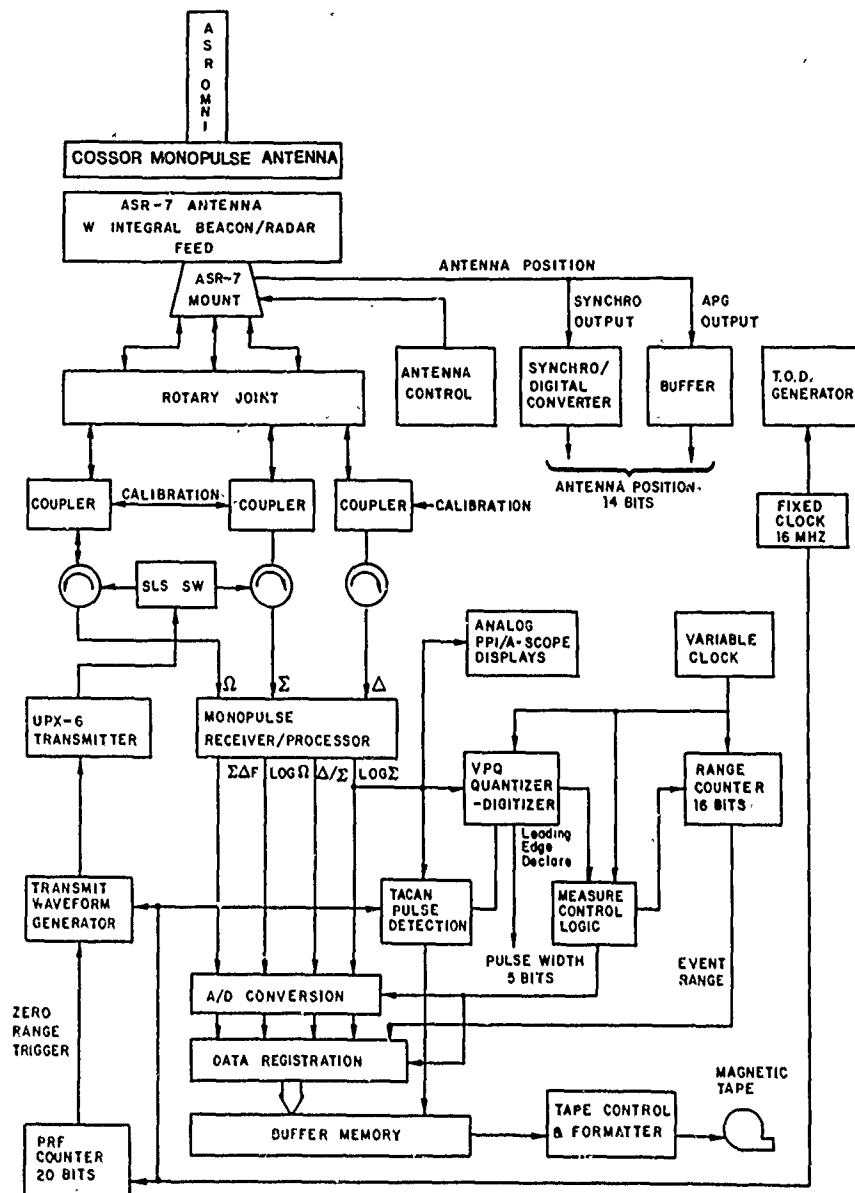 ASR OMNI
COSSOR MONOPULSE ANTENNA
ASR-7 ANTENNA
W INTEGRAL BEACON/RADAR
FEED
ASR-7
MOUNT
ANTENNA POSITION
SYNCHRO
OUTPUT
APG
OUTPUT
ROTARY JOINT
ANTENNA
CONTROL
SYNCHRO/
DIGITAL
CONVERTER
BUFFER
T.O.D.
GENERATOR
ANTENNA POSITION
14 BITS
COUPLER
CALIBRATION
COUPLER
COUPLER
CALIBRATION
FIXED
CLOCK
16 MHZ
SLS SW
ANALOG
PPI/A-SCOPE
DISPLAYS
VARIABLE
CLOCK
Ω
Σ
Δ
UPX-6
TRANSMITTER
MONOPULSE
RECEIVER/PROCESSOR
ΣΔF
LOG Ω
Δ/Σ
LOG Σ
VPQ
QUANTIZER
-DIGITIZER
RANGE
COUNTER
16 BITS
Leading
Edge
Declare
TRANSMIT
WAVEFORM
GENERATOR
TACAN
PULSE
DETECTION
MEASURE
CONTROL
LOGIC
PULSE WIDTH
5 BITS
EVENT
RANGE
A/D CONVERSION
ZERO
RANGE
TRIGGER
DATA REGISTRATION
MAGNETIC
TAPE
BUFFER MEMORY
TAPE CONTROL
& FORMATTER
PRF
COUNTER
20 BITS